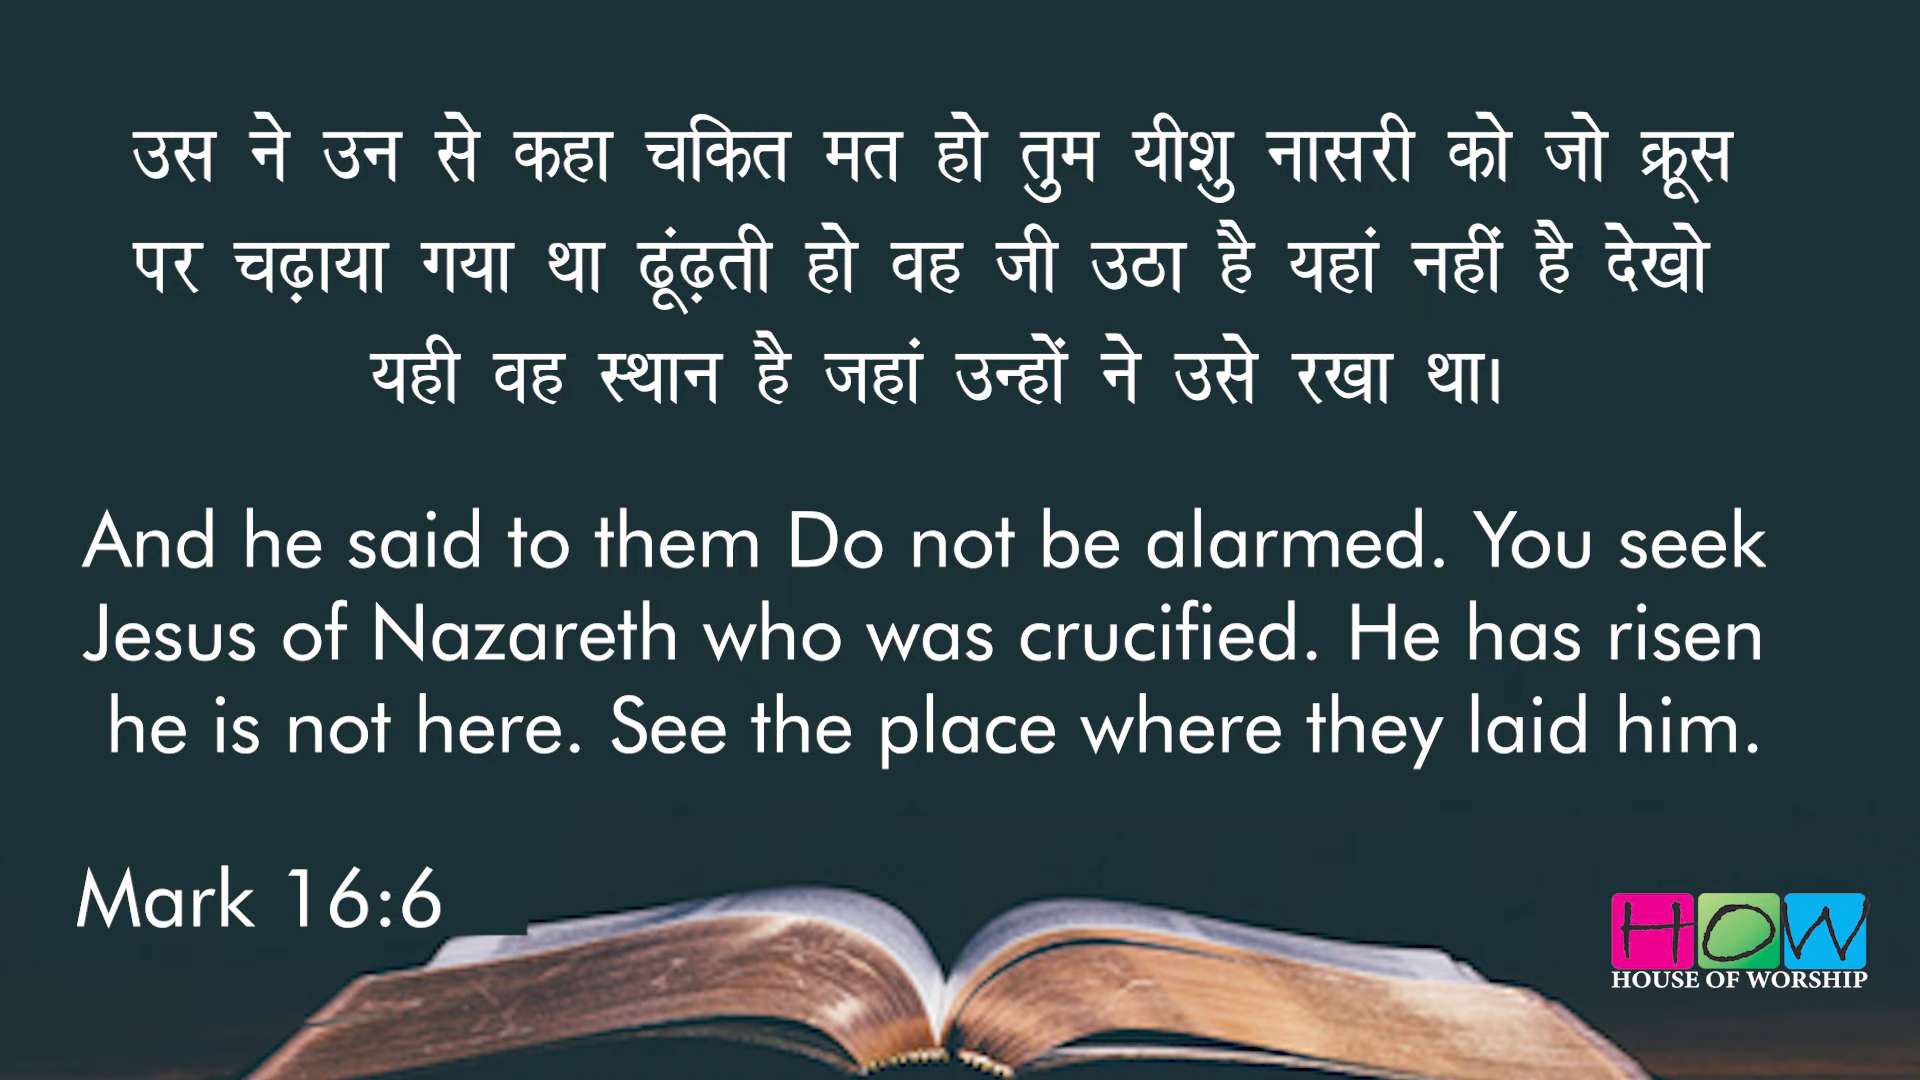 उस ने उन से कहा चकित मत हो तुम यीशु नासरी को जो क्रूस
पर चढ़ाया गया था ढूंढ़ती हो वह जी उठा है यहां नहीं है देखो
यही वह स्थान है जहां उन्हों ने उसे रखा था।
And he said to them Do not be alarmed. You seek
Jesus of Nazareth who was crucified. He has risen
he is not here. See the place where they laid him.
Mark 16:6
HOW
HOUSE OF WORSHIP